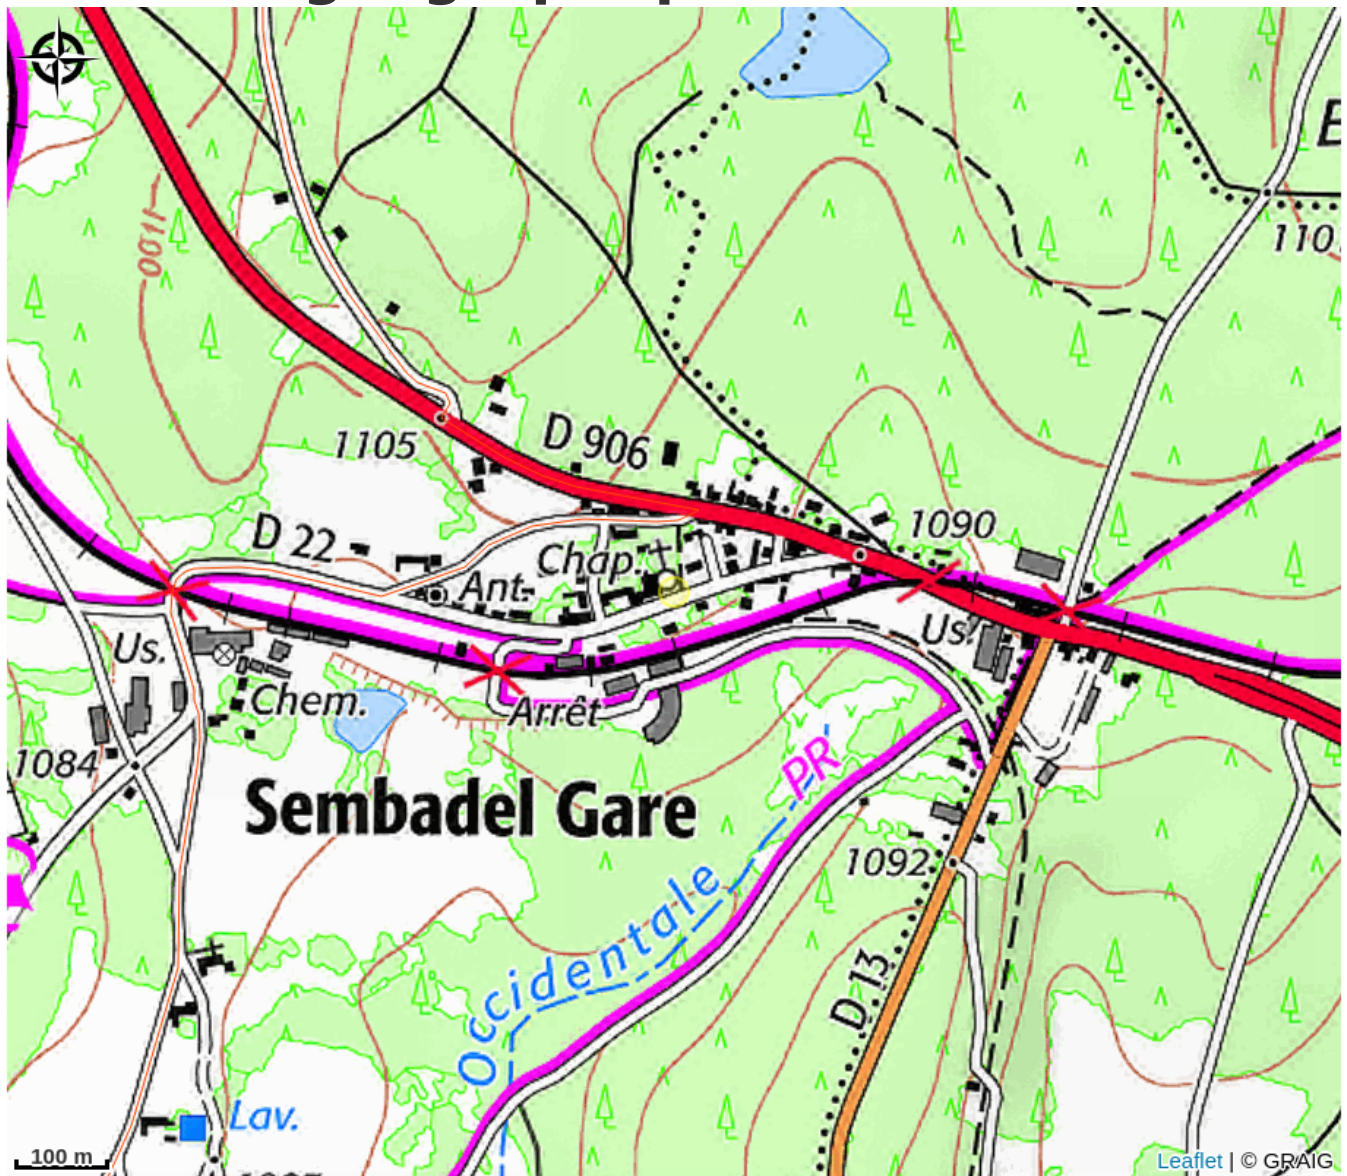 1100
110
1105
D 906
1090
D 22
Chap.
Ant.
Us.
Us.
Chem.
Arrêt
1084
PR
Sembadel Gare
1092
Occidentale
D 13
Lav.
100 m
Leaflet | © GRAIG